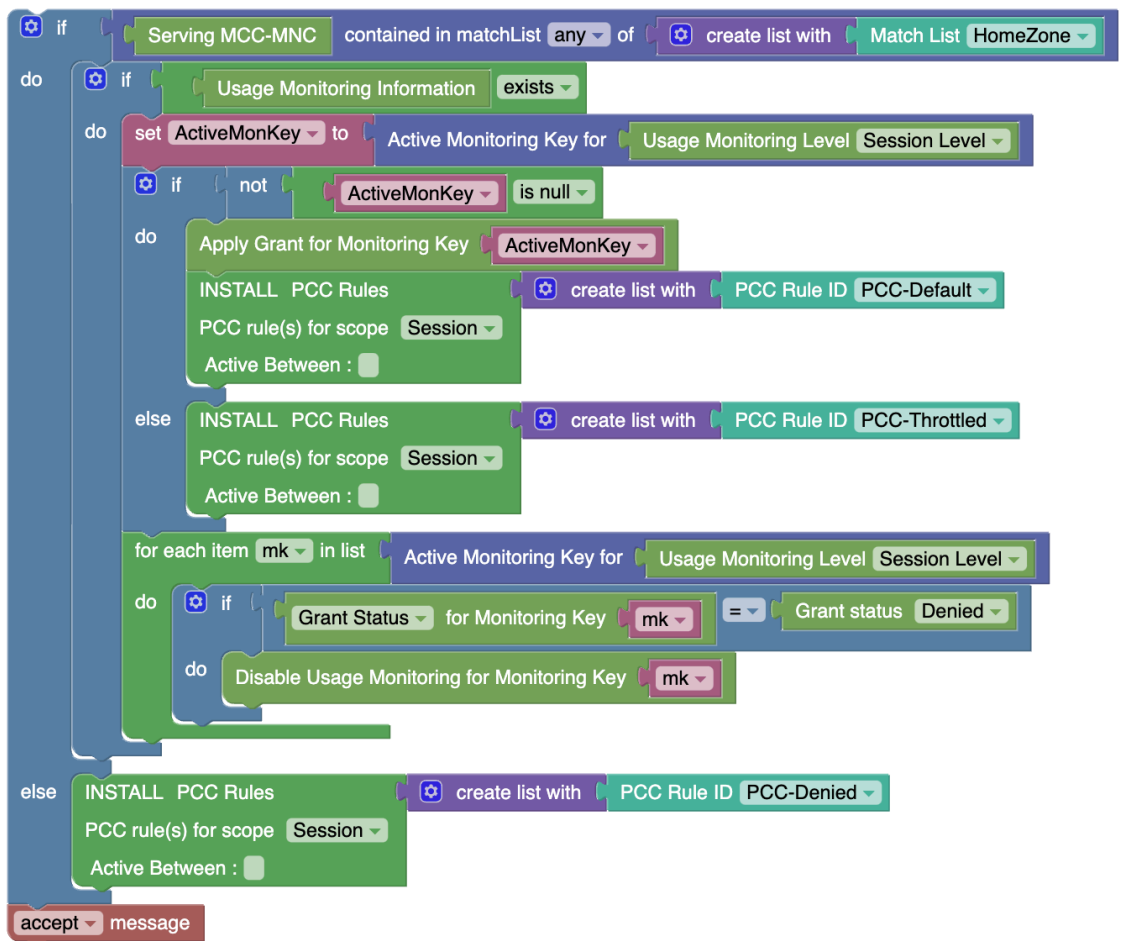 if Serving MCC-MNC contained in matchList any of create list with Match List HomeZone
do if Usage Monitoring Information exists
do set ActiveMonKey to Active Monitoring Key for Usage Monitoring Level Session Level
if not ActiveMonKey is null
do Apply Grant for Monitoring Key ActiveMonKey
INSTALL PCC Rules create list with PCC Rule ID PCC-Default
PCC rule(s) for scope Session
Active Between :
else INSTALL PCC Rules create list with PCC Rule ID PCC-Throttled
PCC rule(s) for scope Session
Active Between :
for each item mk in list Active Monitoring Key for Usage Monitoring Level Session Level
do if Grant Status for Monitoring Key mk = Grant status Denied
do Disable Usage Monitoring for Monitoring Key mk
else INSTALL PCC Rules create list with PCC Rule ID PCC-Denied
PCC rule(s) for scope Session
Active Between :
accept message